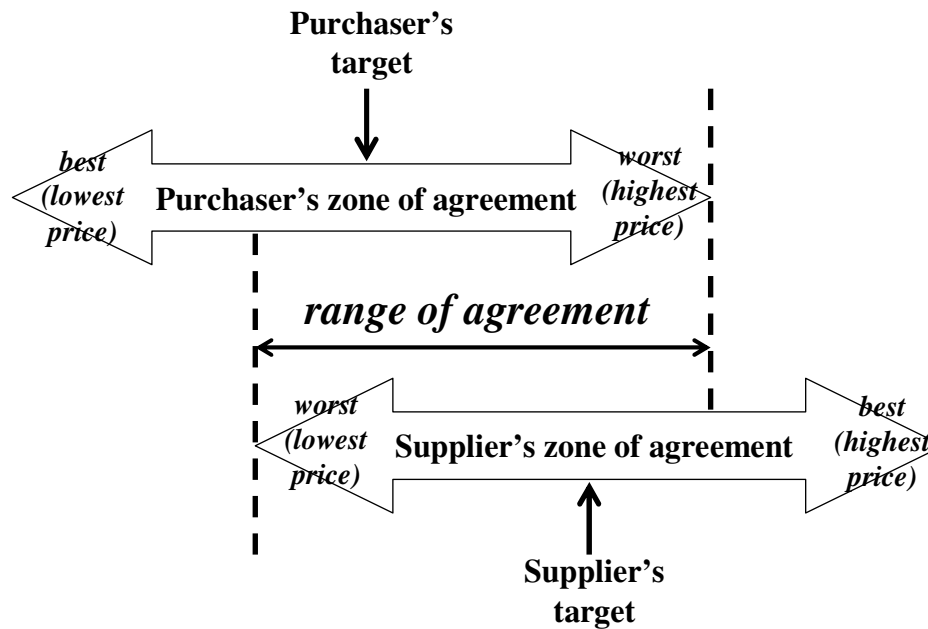 Purchaser's
target
best
(lowest
price)
Purchaser's zone of agreement
worst
(highest
price)
range of agreement
worst
(lowest
price)
Supplier's zone of agreement
best
(highest
price)
Supplier's
target